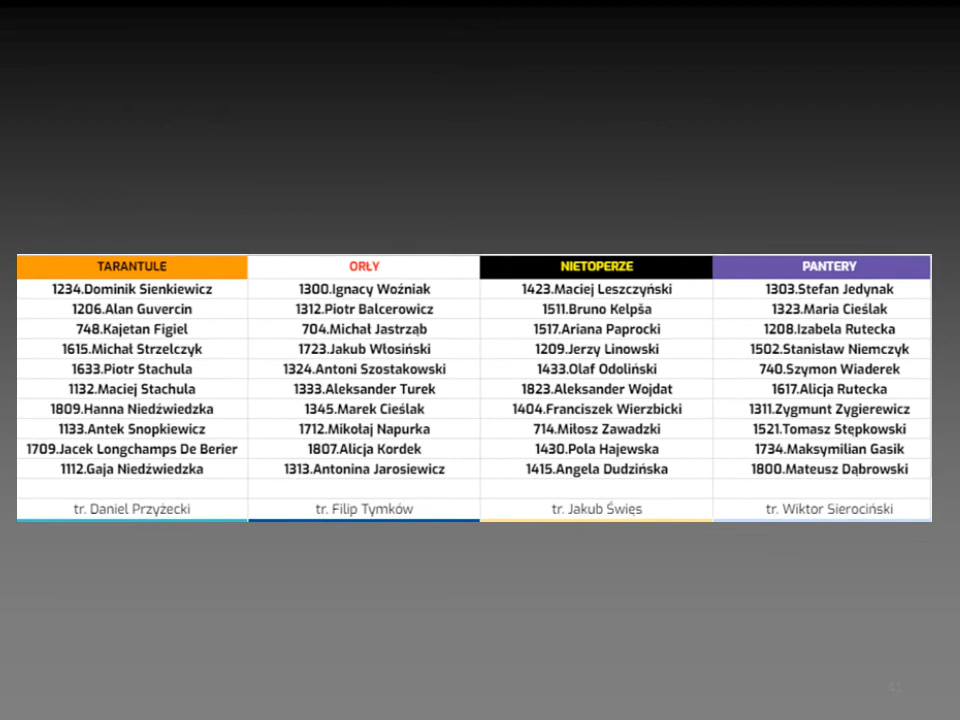 TARANTULE ORŁY NIETOPERZE PANTERY
1234.Dominik Sienkiewicz 1300.Ignacy Woźniak 1423.Maciej Leszczyński 1303.Stefan Jedynak
1206.Alan Guvercin 1312.Piotr Balcerowicz 1511.Bruno Kelpša 1323.Maria Cieślak
748.Kajetan Figiel 704.Michał Jastrząb 1517.Ariana Paprocki 1208.Izabela Rutecka
1615.Michał Strzelczyk 1723.Jakub Włosiński 1209.Jerzy Linowski 1502.Stanisław Niemczyk
1633.Piotr Stachula 1324.Antoni Szostakowski 1433.Olaf Odoliński 740.Szymon Wiaderek
1132.Maciej Stachula 1333.Aleksander Turek 1823.Aleksander Wojdat 1617.Alicja Rutecka
1809.Hanna Niedźwiedzka 1345.Marek Cieślak 1404.Franciszek Wierzbicki 1311.Zygmunt Zygierewicz
1133.Antek Snopkiewicz 1712.Mikołaj Napurka 714.Miłosz Zawadzki 1521.Tomasz Stępkowski
1709.Jacek Longchamps De Berier 1807.Alicja Kordek 1430.Pola Hajewska 1734.Maksymilian Gasik
1112.Gaja Niedźwiedzka 1313.Antonina Jarosiewicz 1415.Angela Dudzińska 1800.Mateusz Dąbrowski
tr. Daniel Przyżecki tr. Filip Tymków tr. Jakub Święs tr. Wiktor Sierociński
41